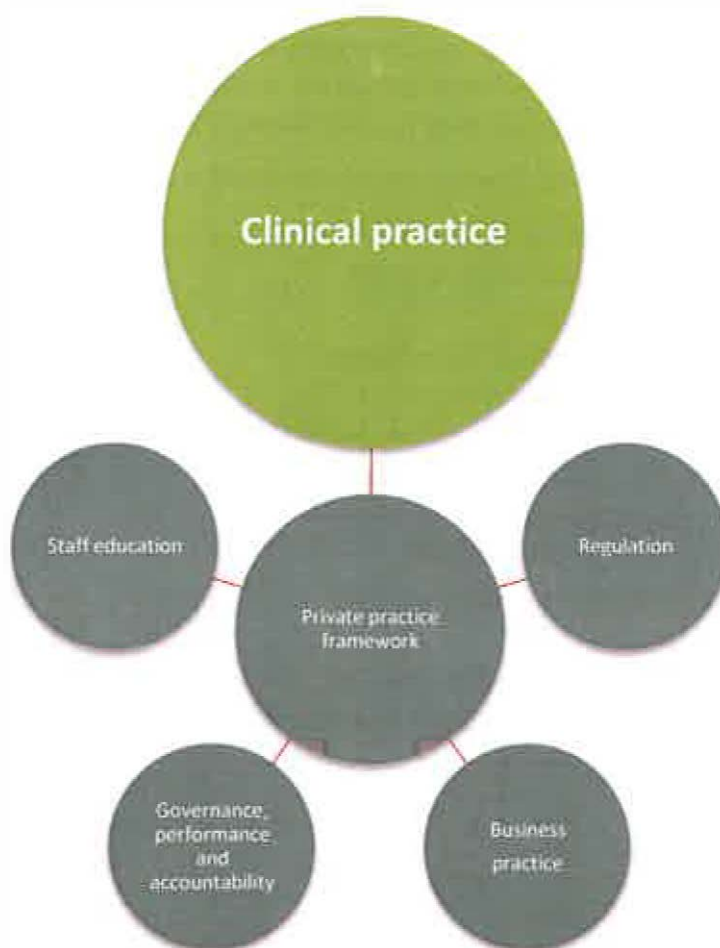 Clinical practice
Staff education
Regulation
Private practice
framework
Governance,
performance
and
accountability
Business
practice